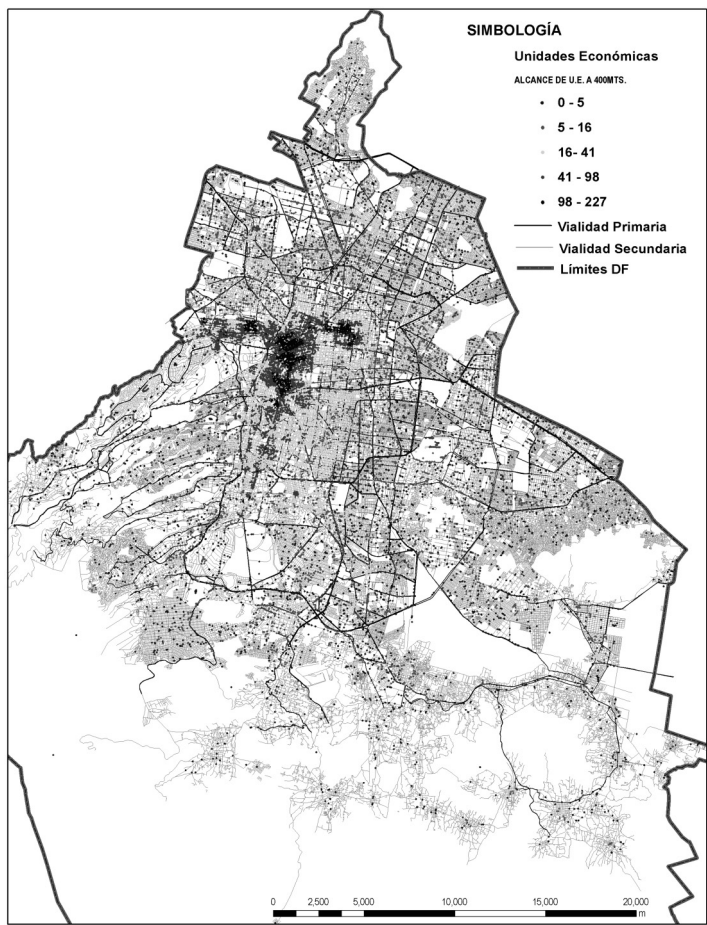 SIMBOLOGÍA
Unidades Económicas
ALCANCE DE U.E. A 400MTS.
0 - 5
5 - 16
16- 41
41 - 98
98 - 227
Vialidad Primaria
Vialidad Secundaria
Límites DF
0 2,500 5,000 10,000 15,000 20,000
m